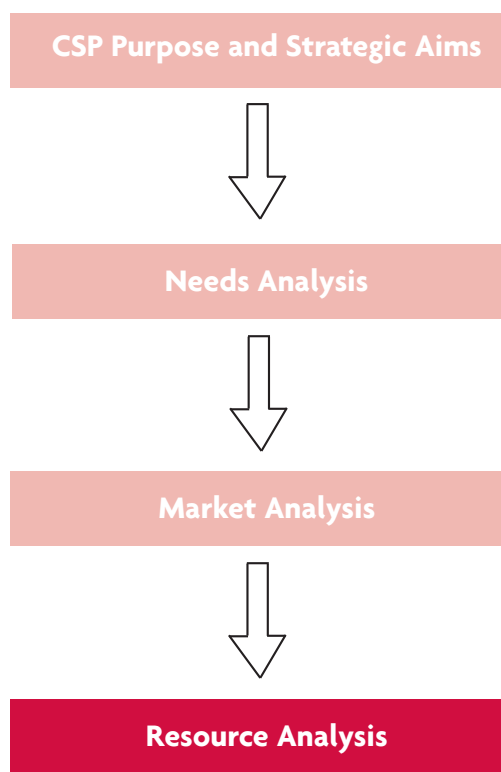 CSP Purpose and Strategic Aims
Needs Analysis
Market Analysis
Resource Analysis